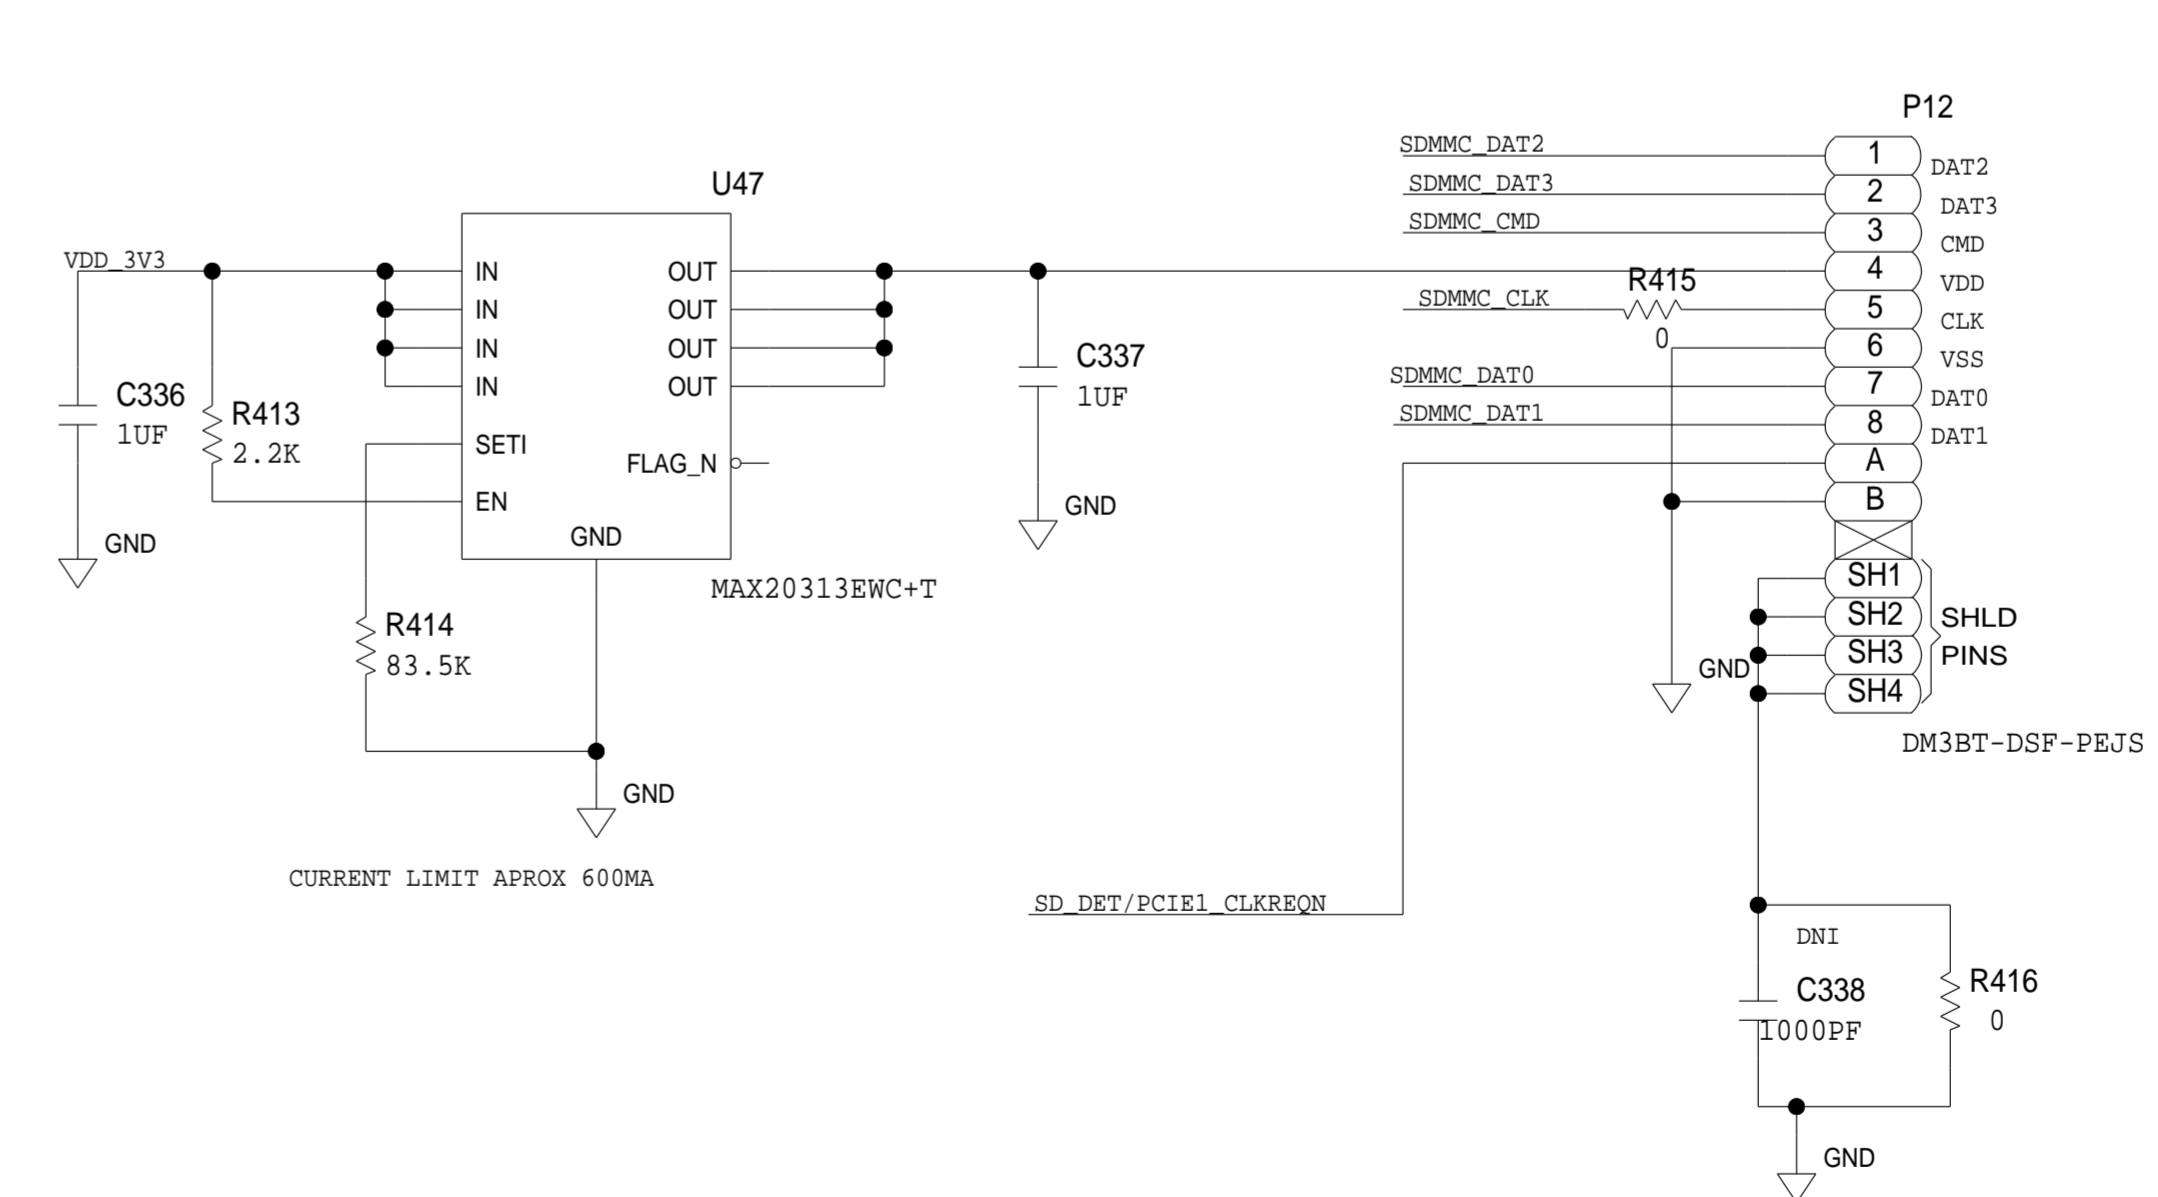 P12
SDMMC_DAT2
1
DAT2
SDMMC_DAT3
2
DAT3
SDMMC_CMD
3
CMD
U47
VDD_3V3
IN
OUT
4
VDD
R415
SDMMC_CLK
0
5
CLK
IN
OUT
6
VSS
IN
OUT
C337
1UF
SDMMC_DAT0
7
DAT0
IN
OUT
C336
1UF
R413
2.2K
SDMMC_DAT1
8
DAT1
SETI
FLAG_N
A
EN
B
GND
GND
GND
MAX20313EWC+T
SH1
SH2
SH3
SH4
SHLD
PINS
GND
R414
83.5K
DM3BT-DSF-PEJS
GND
CURRENT LIMIT APROX 600MA
SD_DET/PCIE1_CLKREQN
DNI
C338
1000PF
R416
0
GND